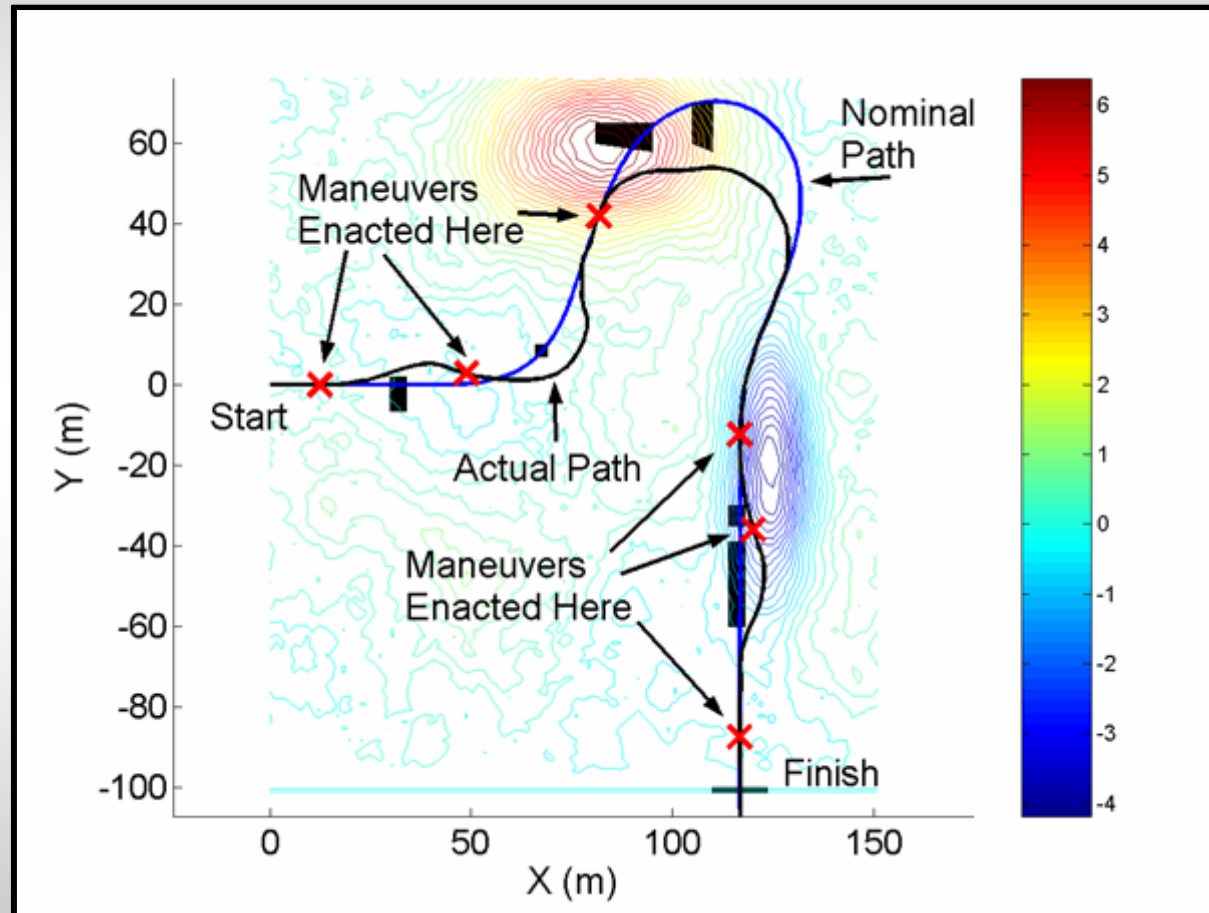 Nominal
Path
Maneuvers
Enacted Here
Start
Actual Path
Maneuvers
Enacted Here
Finish
Y (m)
60
40
20
0
-20
-40
-60
-80
-100
0
50
100
150
X (m)
6
5
4
3
2
1
0
-1
-2
-3
-4